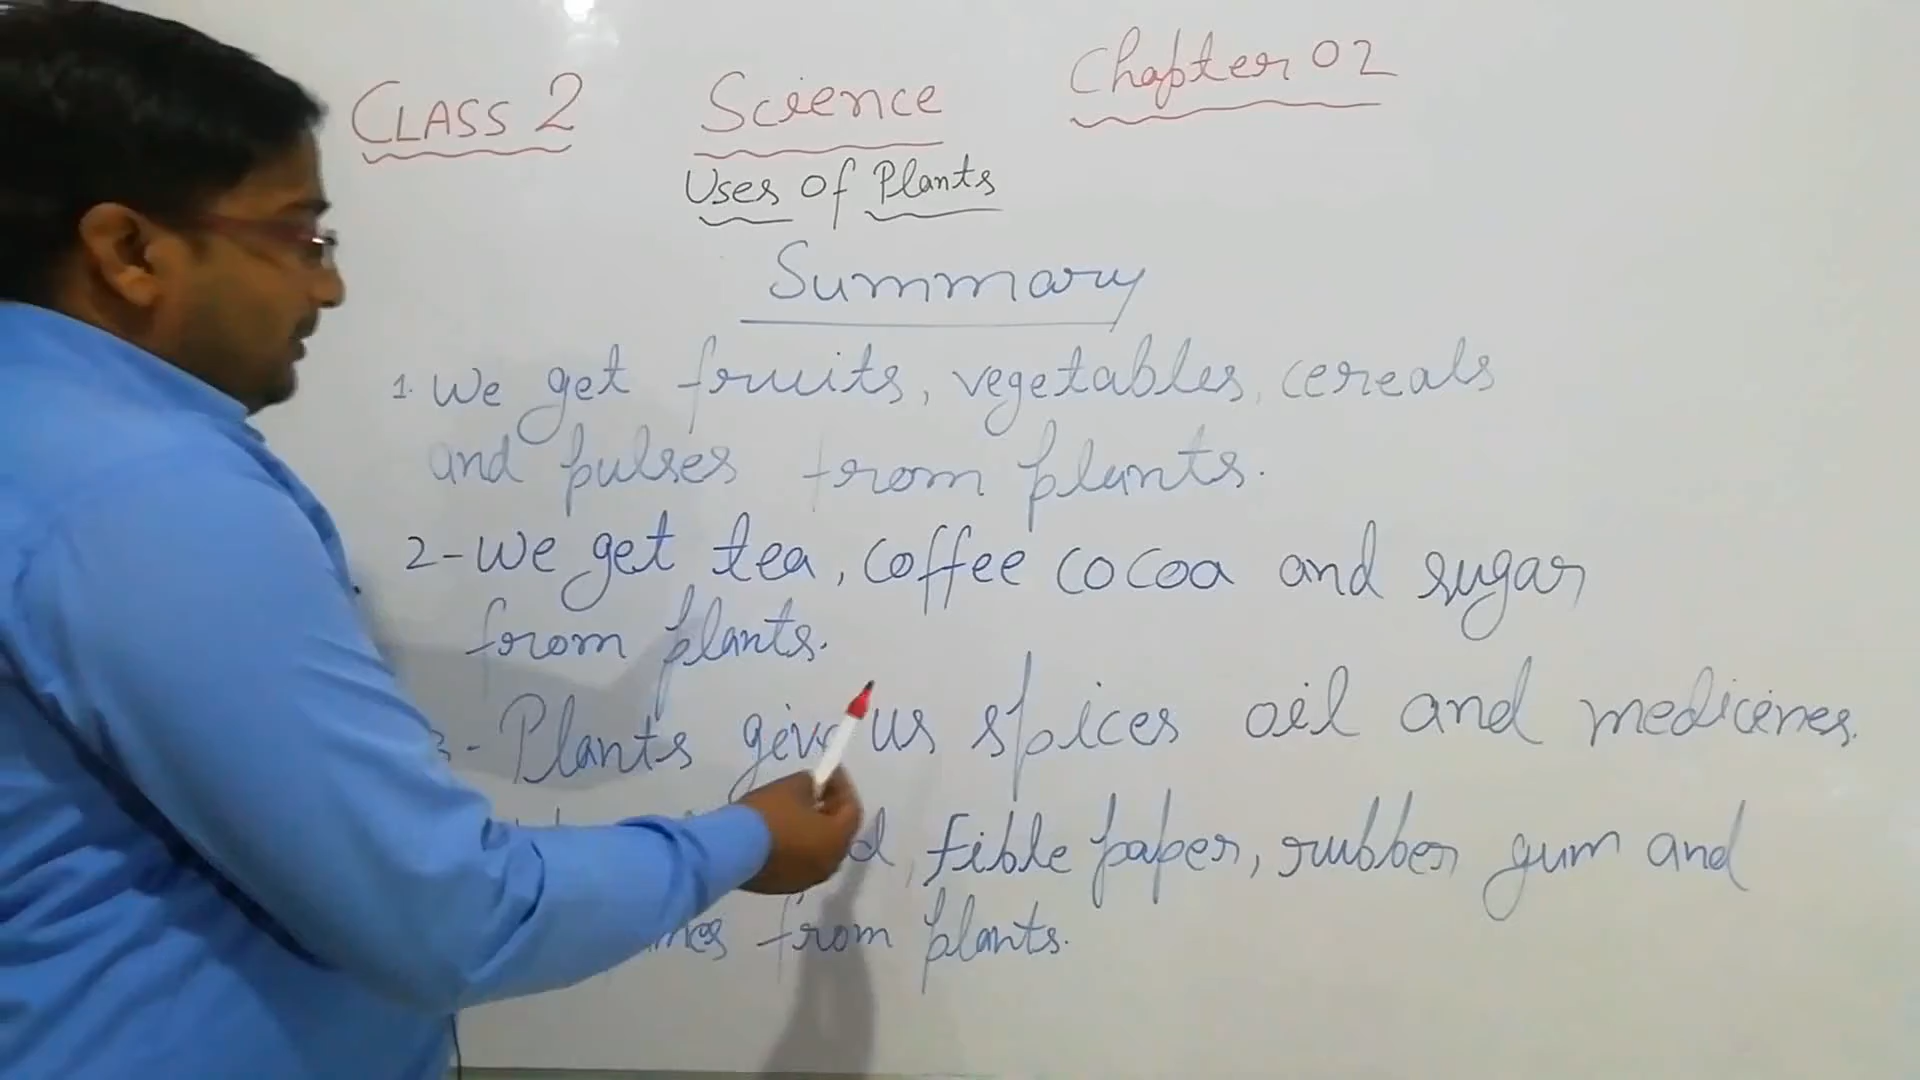 CLASS 2 Science Chapter 02
Uses of Plants
Summary
1. We get fruits, vegetables, cereals
and pulses from plants.
2-We get tea, coffee cocoa and sugar
from plants.
3- Plants give us spices oil and medicines.
, fible paper, rubber gum and
from plants.